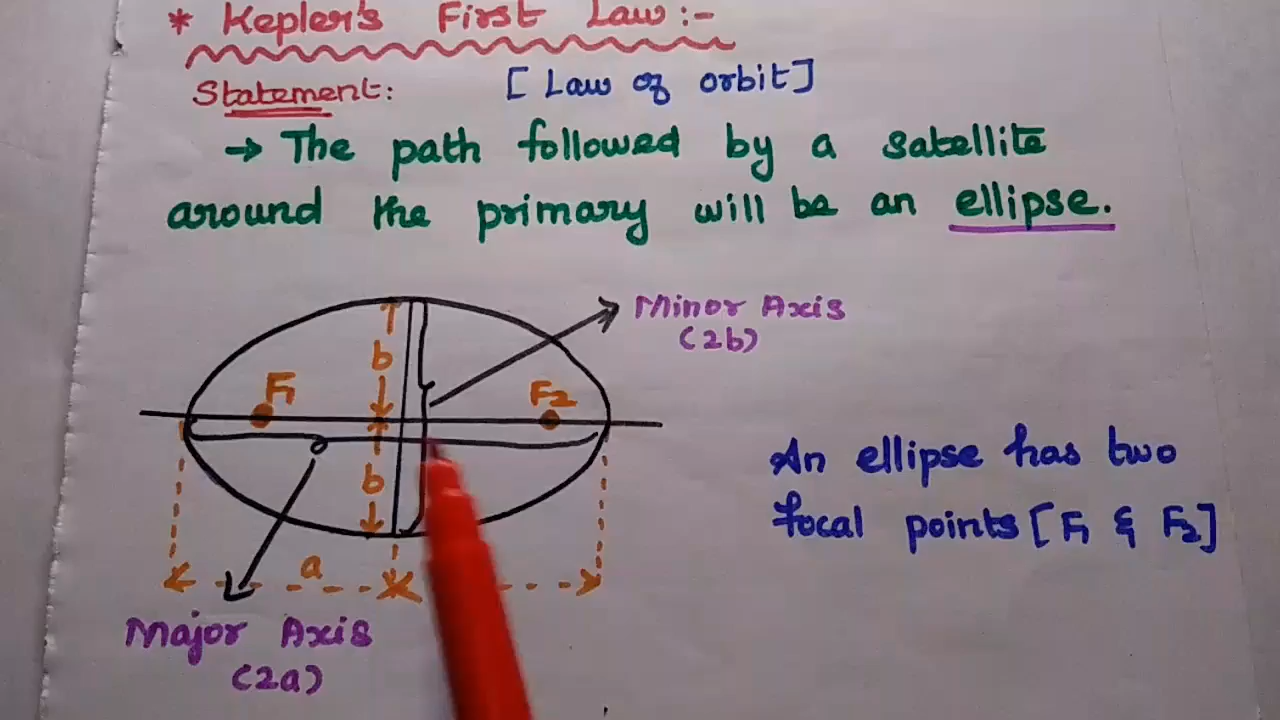 * Kepler's First Law :-
Statement: [ Law of orbit ]
→ The path followed by a satellite
around the primary will be an ellipse.
Minor Axis
(2b)
b
F1
F2
b
An ellipse has two
focal points [ F1 & F2 ]
a
Major Axis
(2a)